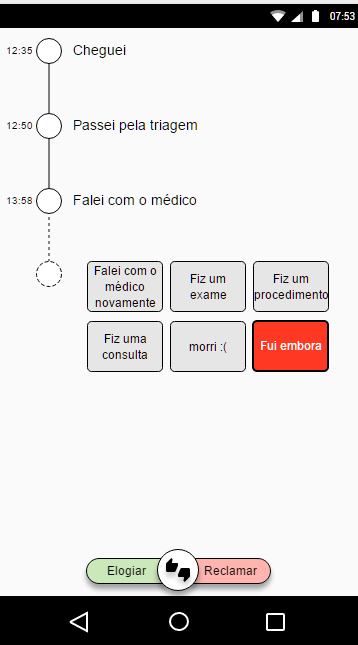 07:53
12:35 Cheguei
12:50 Passei pela triagem
13:58 Falei com o médico
Falei com o
médico
novamente
Fiz um
exame
Fiz um
procedimento
Fiz uma
consulta
morri :(
Fui embora
Elogiar
Reclamar